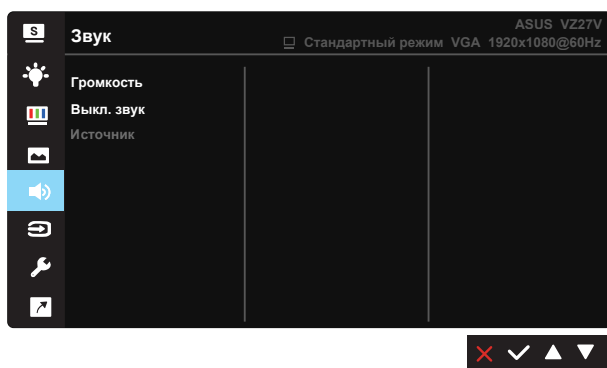 S
Звук
ASUS VZ27V
Стандартный режим VGA 1920x1080@60Hz
Громкость
Выкл. звук
Источник